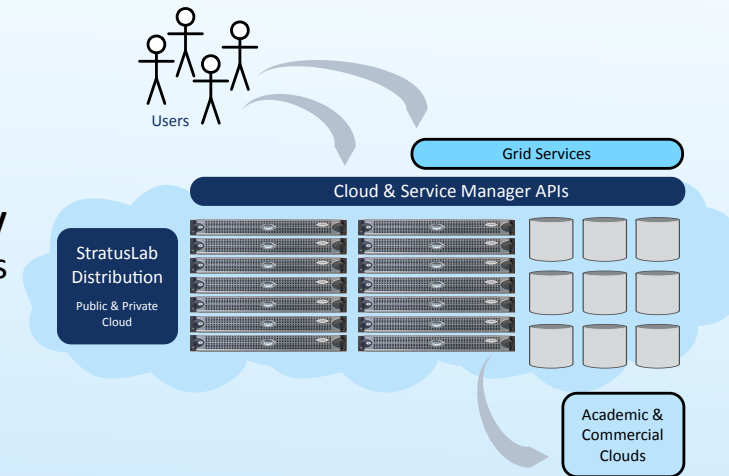 Users
Grid Services
Cloud & Service Manager APIs
StratusLab
Distribution
Public & Private
Cloud
Academic &
Commercial
Clouds